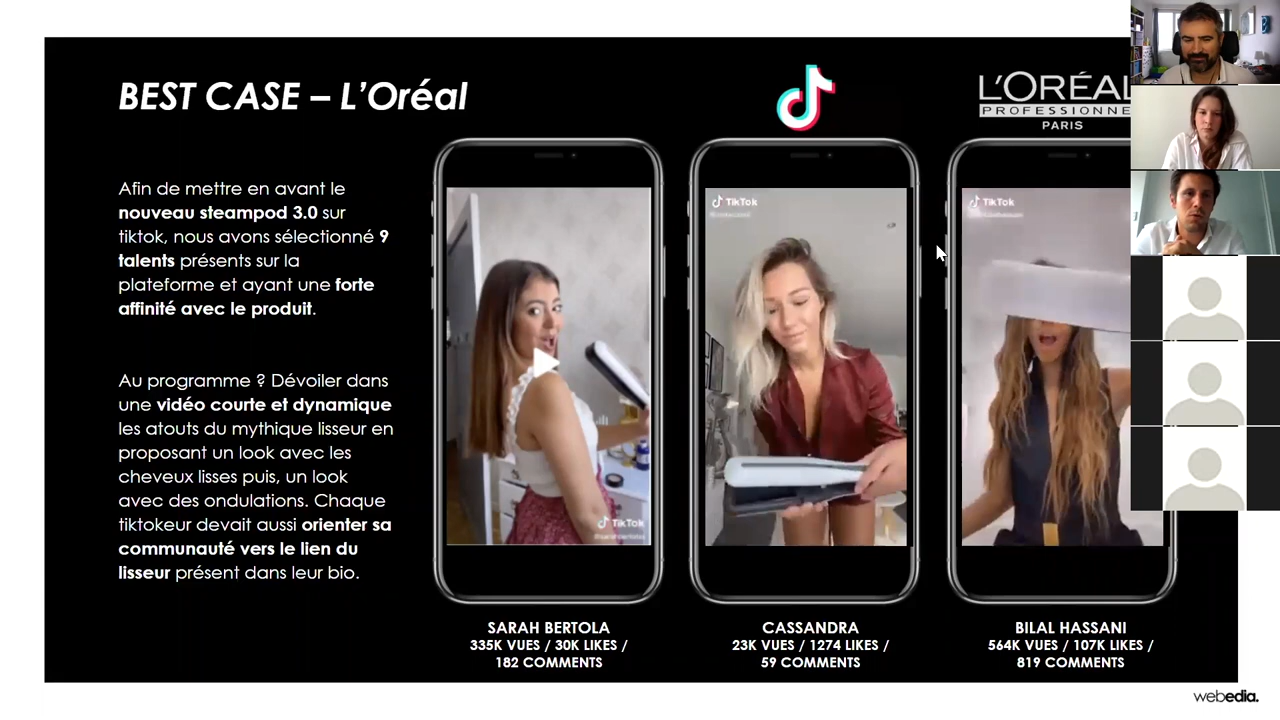 BEST CASE – L'Oréal
L'ORÉAL
PROFESSIONNE
PARIS
Afin de mettre en avant le
nouveau steampod 3.0 sur
tiktok, nous avons sélectionné 9
talents présents sur la
plateforme et ayant une forte
affinité avec le produit.
Au programme ? Dévoiler dans
une vidéo courte et dynamique
les atouts du mythique lisseur en
proposant un look avec les
cheveux lisses puis, un look
avec des ondulations. Chaque
tiktokeur devait aussi orienter sa
communauté vers le lien du
lisseur présent dans leur bio.
TikTok
TikTok
TikTok
SARAH BERTOLA
335K VUES / 30K LIKES /
182 COMMENTS
CASSANDRA
23K VUES / 1274 LIKES /
59 COMMENTS
BILAL HASSANI
564K VUES / 107K LIKES /
819 COMMENTS
webedia.